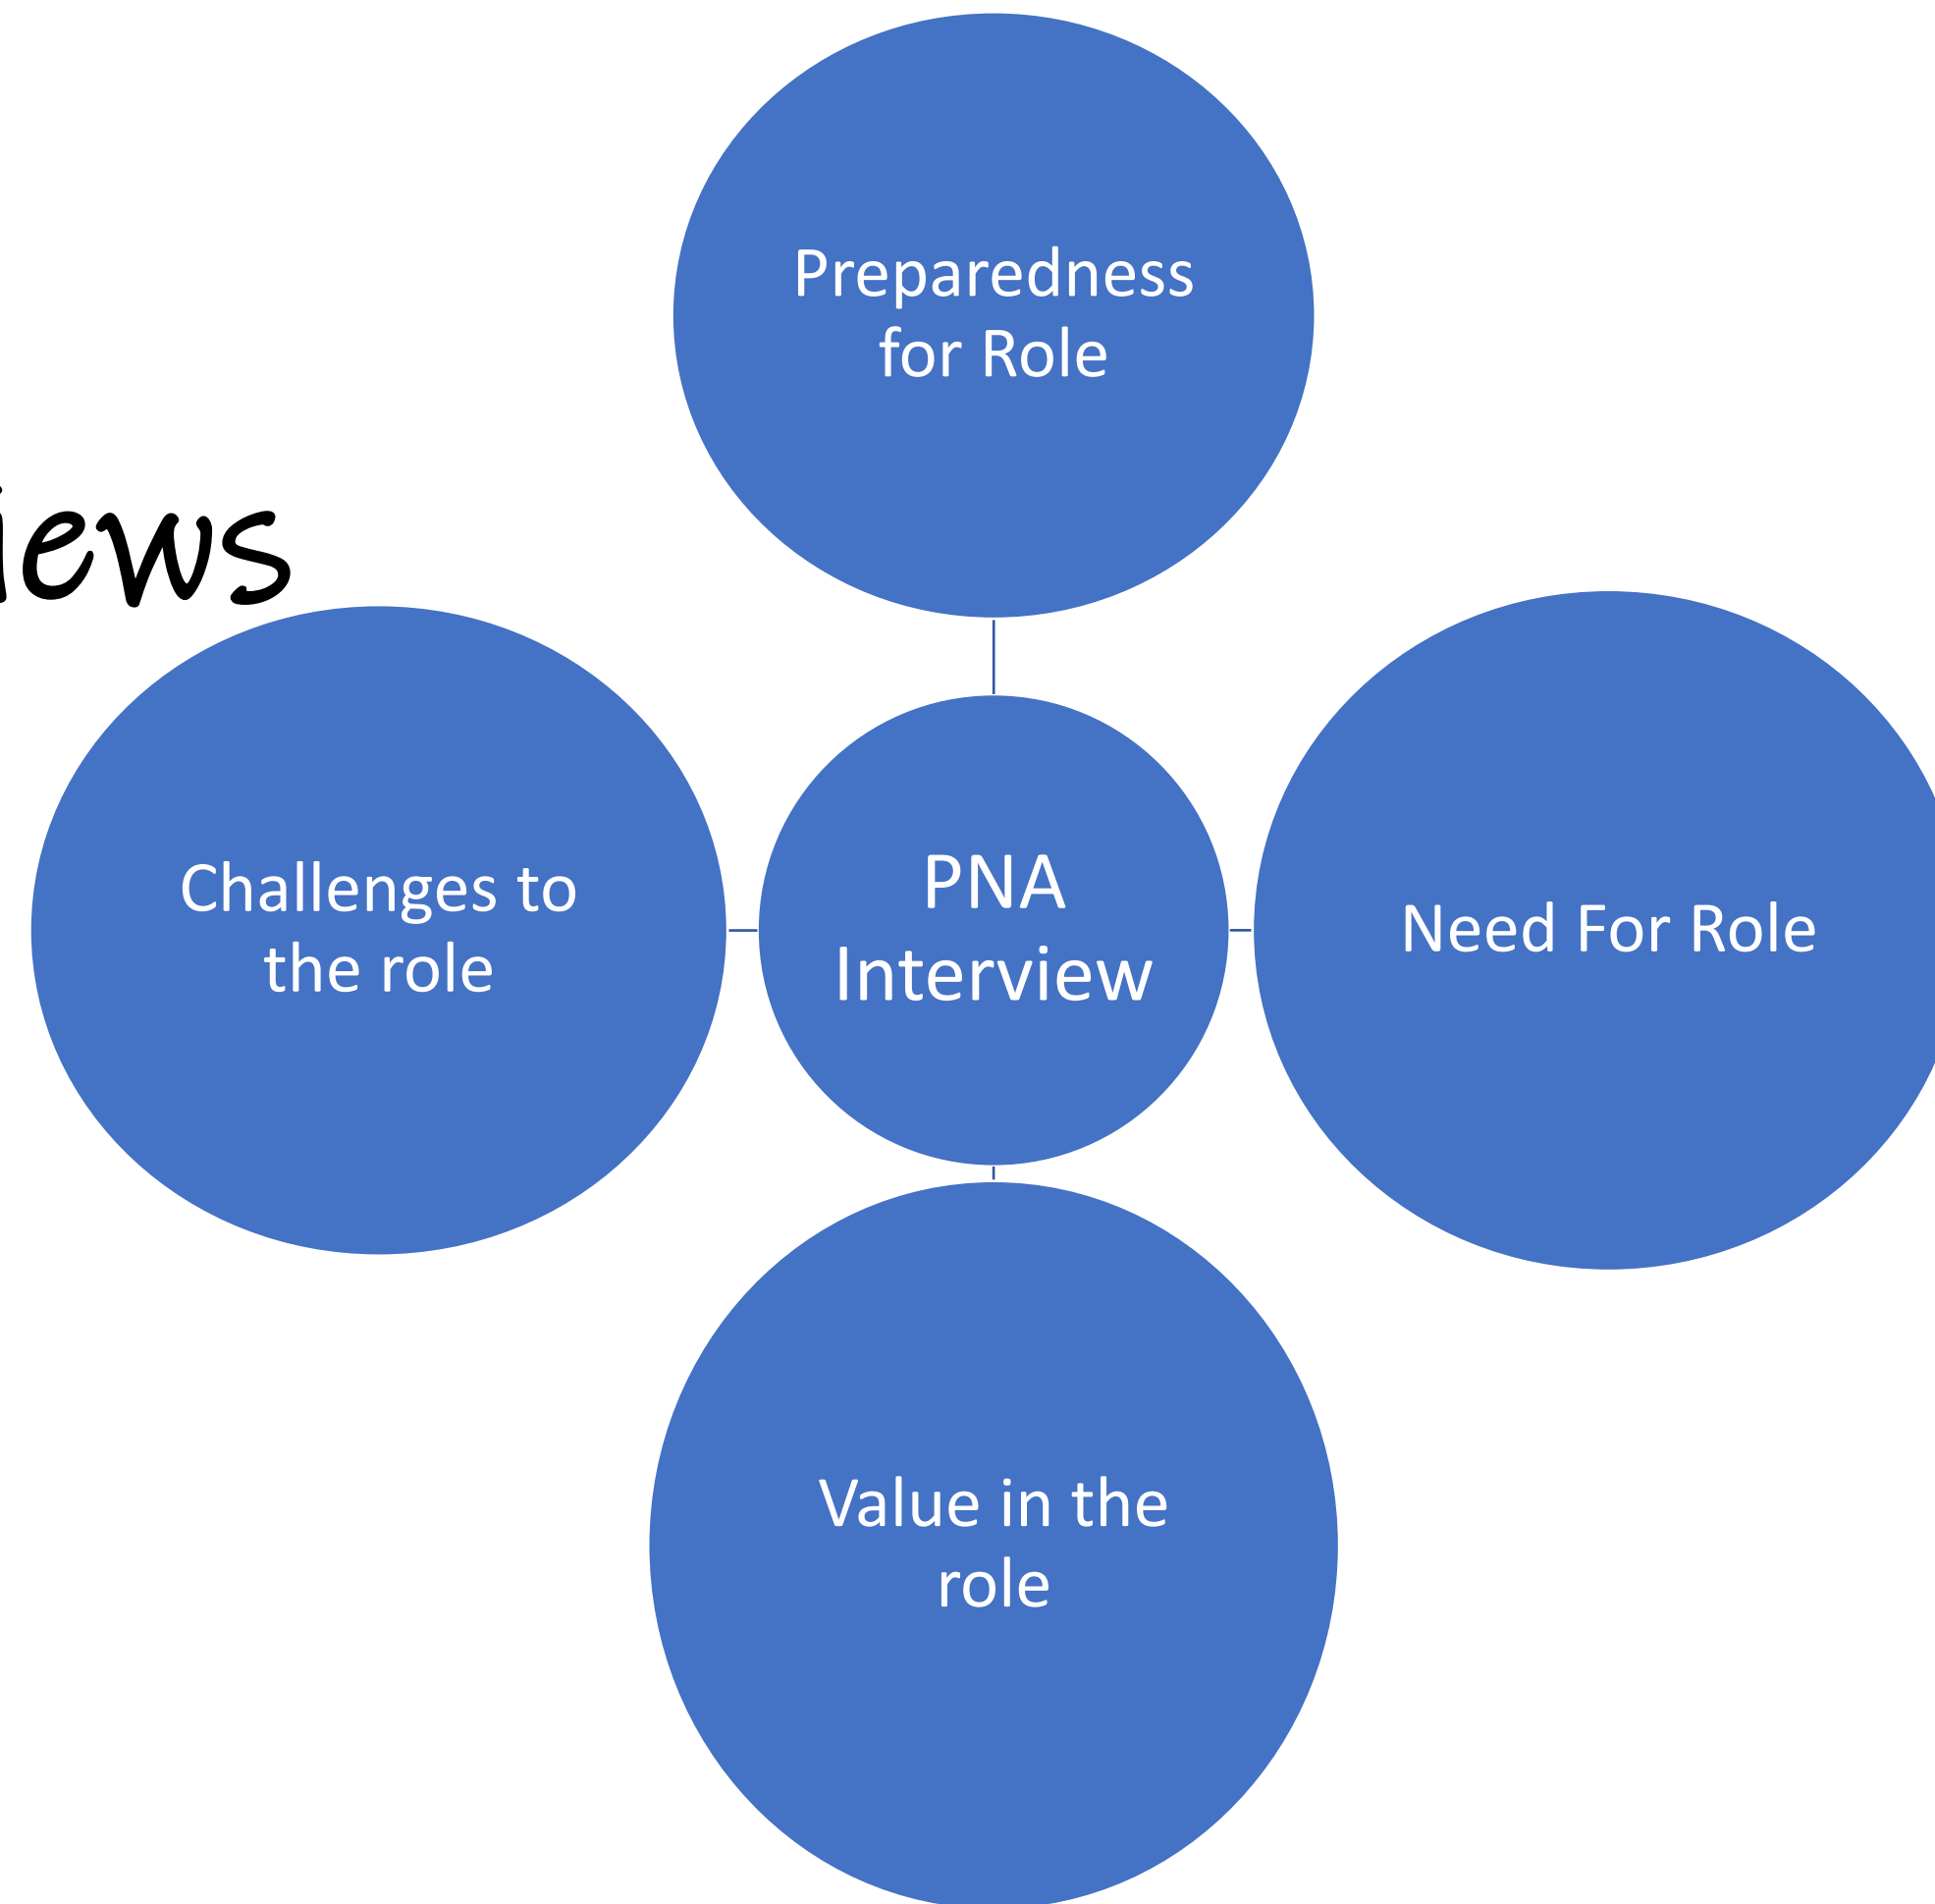 Preparedness
for Role
iews
Challenges to
the role
PNA
Interview
Need For Role
Value in the
role